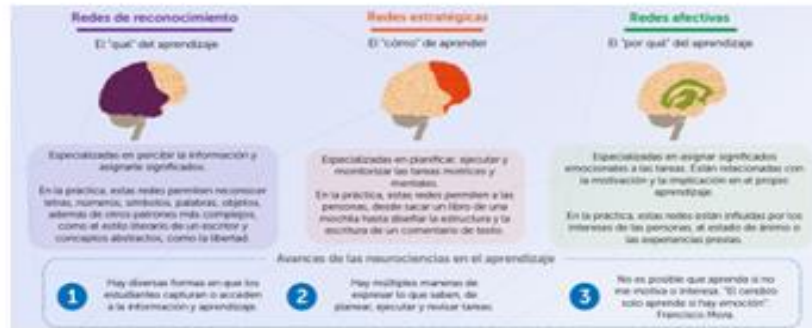 Redes de reconocimiento
El "qué" del aprendizaje
Especializadas en percibir la información y
asignarle significados.
En la práctica, estas redes permiten reconocer
letras, números, símbolos, palabras, objetos,
además de otros patrones más complejos,
como el estilo literario de un escritor y
conceptos abstractos, como la libertad.
Redes estratégicas
El "cómo" de aprender
Especializadas en planificar, ejecutar y
monitorizar las tareas motrices y
mentales.
En la práctica, estas redes permiten a las
personas, desde sacar un libro de una
mochila hasta diseñar la estructura y la
escritura de un comentario de texto.
Redes afectivas
El "por qué" del aprendizaje
Especializadas en asignar significados
emocionales a las tareas. Están relacionadas con
la motivación y la implicación en el propio
aprendizaje.
En la práctica, estas redes están influidas por los
intereses de las personas, el estado de ánimo o
las experiencias previas.
Avances de las neurociencias en el aprendizaje
1
Hay diversas formas en que los
estudiantes capturan o acceden
a la información y aprendizaje.
2
Hay múltiples maneras de
expresar lo que saben, de
planear, ejecutar y revisar tareas.
3
No es posible que aprenda si no
me motiva o interesa. "El cerebro
solo aprende si hay emoción".
Francisco Mora